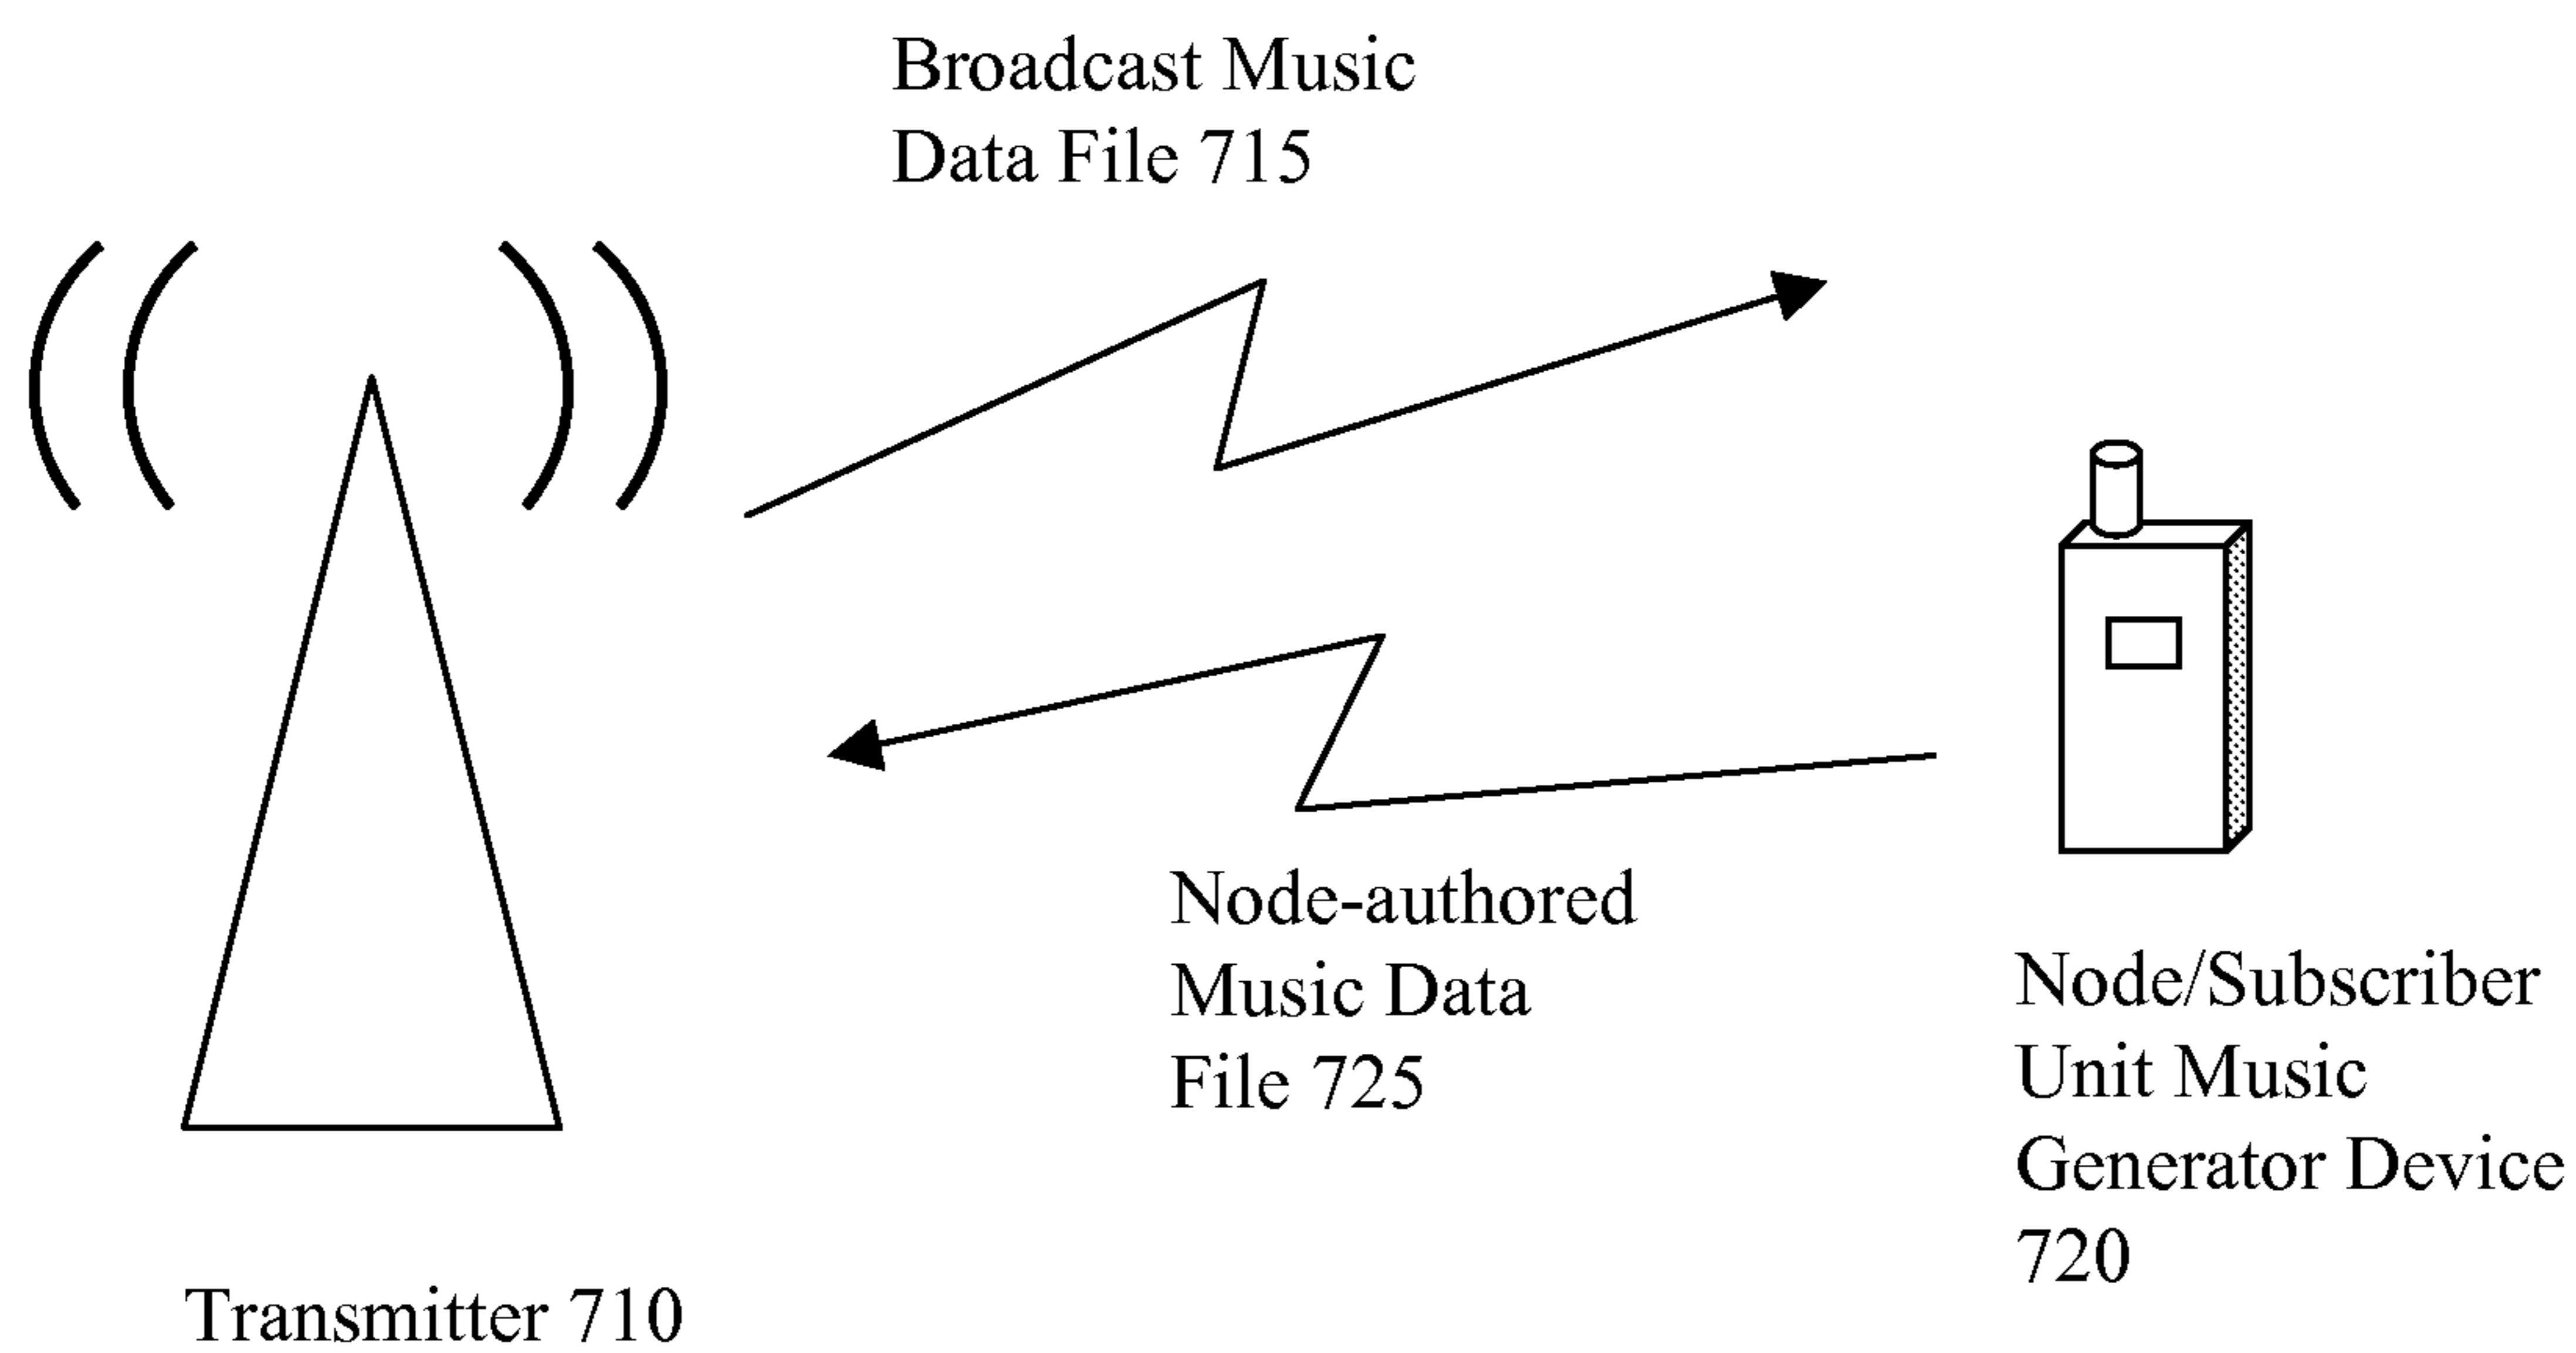 Broadcast Music
Data File 715
Node-authored
Music Data
File 725
Node/Subscriber
Unit Music
Generator Device
720
Transmitter 710